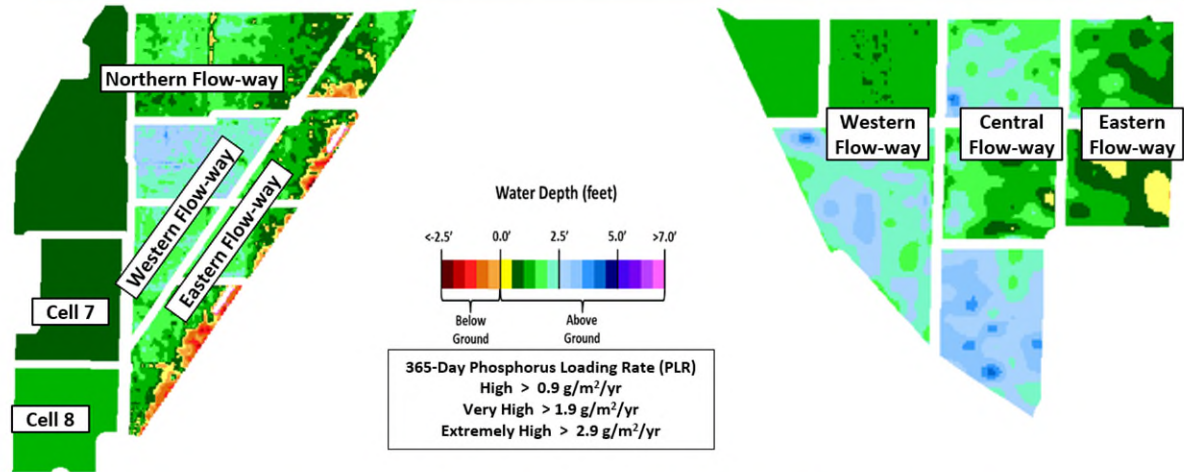 Northern Flow-way
Western Flow-way
Eastern Flow-way
Cell 7
Cell 8
Water Depth (feet)
<-2.5' 0.0' 2.5' 5.0' >7.0'
Below
Ground
Above
Ground
365-Day Phosphorus Loading Rate (PLR)
High > 0.9 g/m²/yr
Very High > 1.9 g/m²/yr
Extremely High > 2.9 g/m²/yr
Western
Flow-way
Central
Flow-way
Eastern
Flow-way